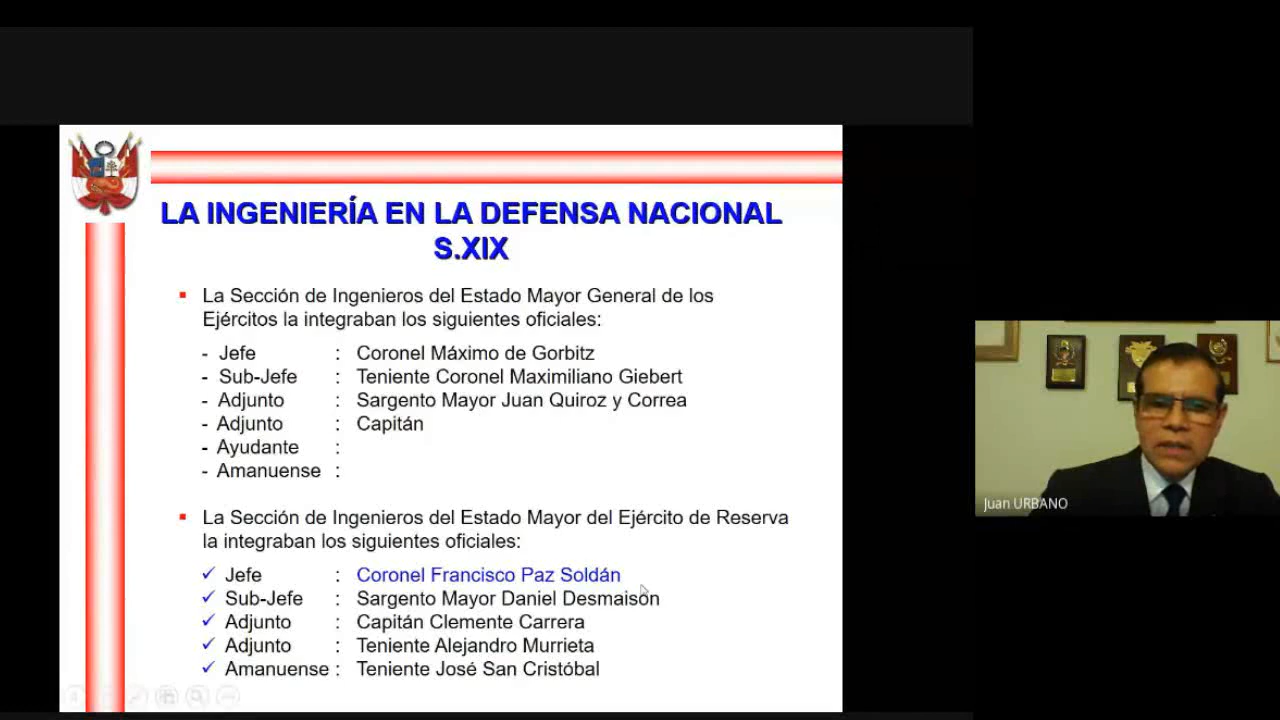 LA INGENIERÍA EN LA DEFENSA NACIONAL
S.XIX
La Sección de Ingenieros del Estado Mayor General de los
Ejércitos la integraban los siguientes oficiales:
- Jefe : Coronel Máximo de Gorbitz
- Sub-Jefe : Teniente Coronel Maximiliano Giebert
- Adjunto : Sargento Mayor Juan Quiroz y Correa
- Adjunto : Capitán
- Ayudante :
- Amanuense :
La Sección de Ingenieros del Estado Mayor del Ejército de Reserva
la integraban los siguientes oficiales:
Jefe : Coronel Francisco Paz Soldán
Sub-Jefe : Sargento Mayor Daniel Desmaison
Adjunto : Capitán Clemente Carrera
Adjunto : Teniente Alejandro Murrieta
Amanuense : Teniente José San Cristóbal
Juan URBANO